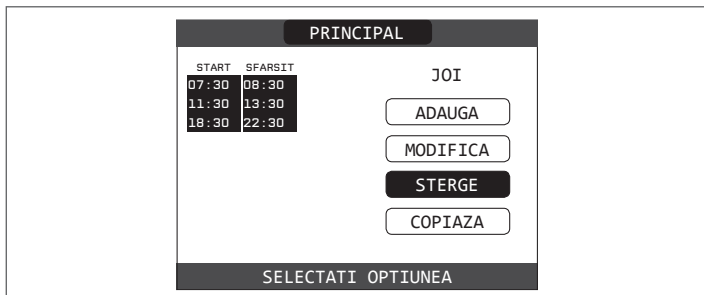 PRINCIPAL
START SFARSIT
07:30 08:30
11:30 13:30
18:30 22:30
JOI
ADAUGA
MODIFICA
STERGE
COPIAZA
SELECTATI OPTIUNEA